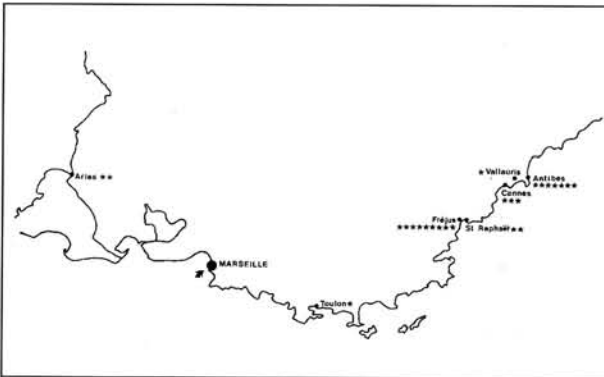 Arles ★★
★ Vallauris
Antibes
★★★★★★★
Cannes
★★★
Fréjus
★★★★★★★★★
St Raphaël ★★
MARSEILLE
Toulon ★